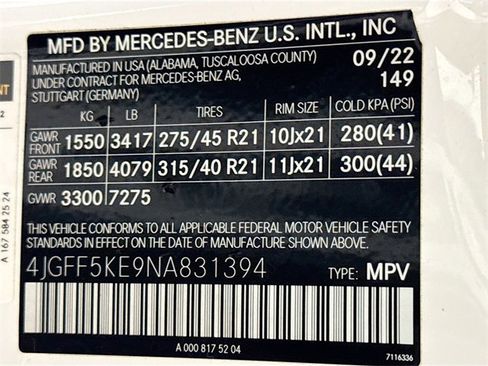 MFD BY MERCEDES-BENZ U.S. INTL., INC
MANUFACTURED IN USA (ALABAMA, TUSCALOOSA COUNTY) 09/22
UNDER CONTRACT FOR MERCEDES-BENZ AG, 149
STUTTGART (GERMANY)
KG LB TIRES RIM SIZE COLD KPA (PSI)
GAWR FRONT 1550 3417 275/45 R21 10Jx21 280(41)
GAWR REAR 1850 4079 315/40 R21 11Jx21 300(44)
GVWR 3300 7275
THIS VEHICLE CONFORMS TO ALL APPLICABLE FEDERAL MOTOR VEHICLE SAFETY
STANDARDS IN EFFECT ON THE DATE OF MANUFACTURE SHOWN ABOVE.
4JGFF5KE9NA831394 TYPE: MPV
A 000 817 52 04
7116336
A 167 584 25 24